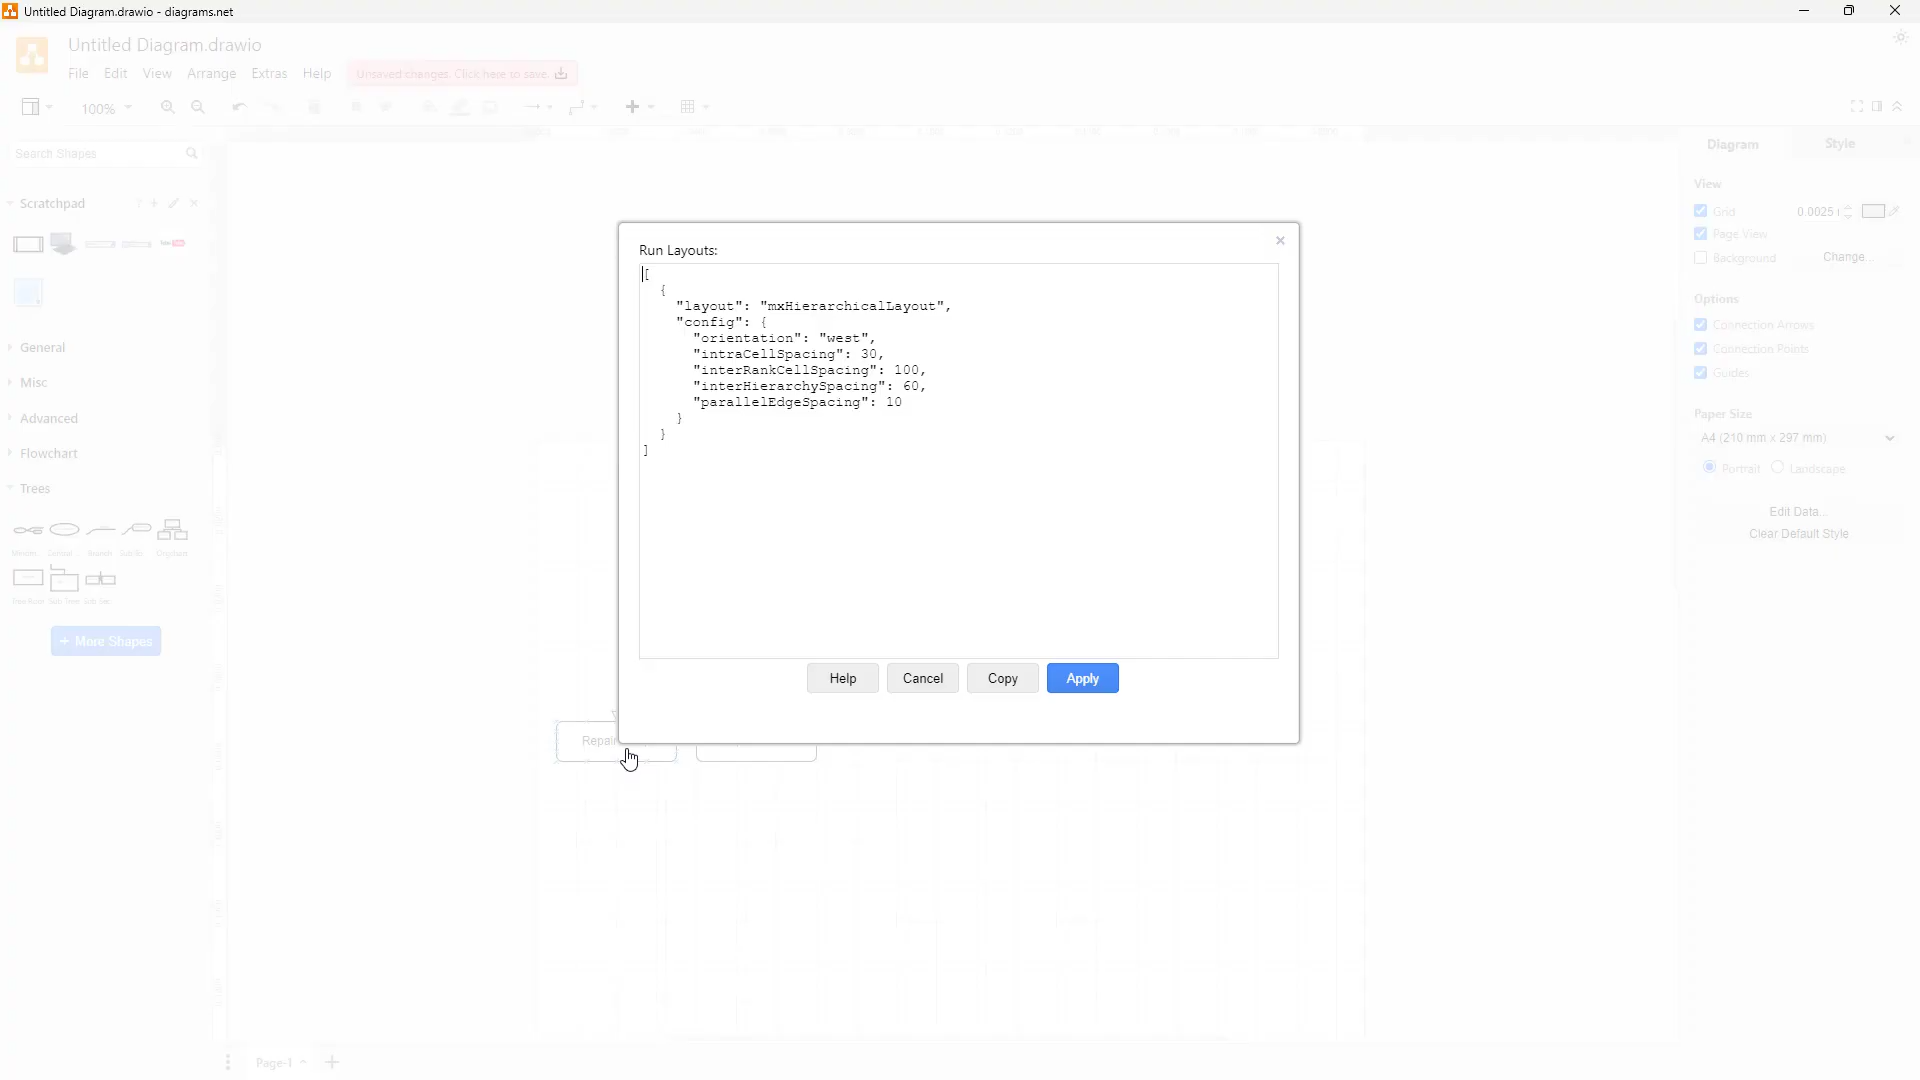 Untitled Diagram.drawio - diagrams.net
Untitled Diagram.drawio
File Edit View Arrange Extras Help
Unsaved changes. Click here to save.
100%
Search Shapes
Scratchpad
General
Misc
Advanced
Flowchart
Trees
+ More Shapes
Run Layouts:
[
{
"layout": "mxHierarchicalLayout",
"config": {
"orientation": "west",
"intraCellSpacing": 30,
"interRankCellSpacing": 100,
"interHierarchySpacing": 60,
"parallelEdgeSpacing": 10
}
}
]
Help Cancel Copy Apply
Diagram Style
View
Grid 0.0025
Page View
Background Change...
Options
Connection Arrows
Connection Points
Guides
Paper Size
A4 (210 mm x 297 mm)
Portrait Landscape
Edit Data...
Clear Default Style
Page-1